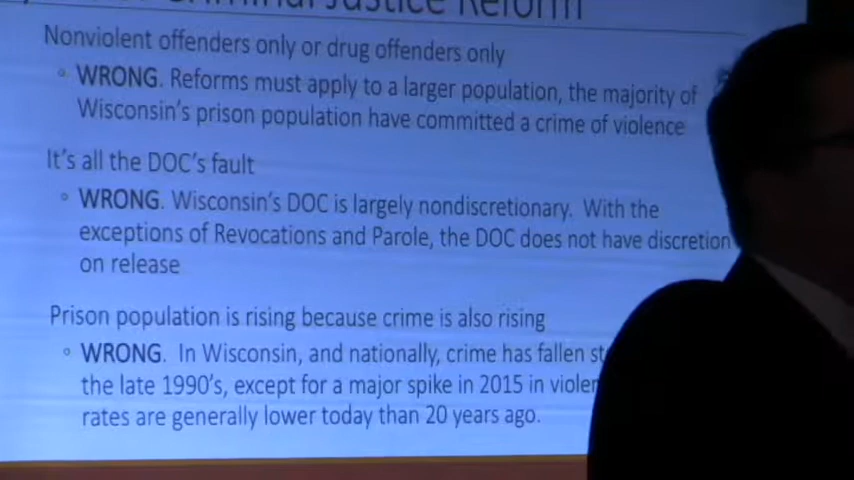 Criminal Justice Reform
Nonviolent offenders only or drug offenders only
◦ WRONG. Reforms must apply to a larger population, the majority of
Wisconsin's prison population have committed a crime of violence
It's all the DOC's fault
◦ WRONG. Wisconsin's DOC is largely nondiscretionary. With the
exceptions of Revocations and Parole, the DOC does not have discretion
on release
Prison population is rising because crime is also rising
◦ WRONG. In Wisconsin, and nationally, crime has fallen
the late 1990's, except for a major spike in 2015 in
rates are generally lower today than 20 years ago.